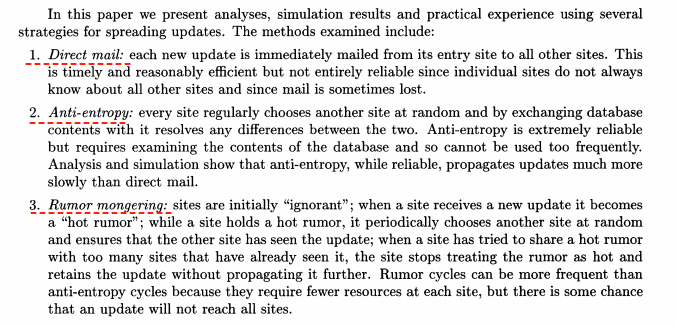 In this paper we present analyses, simulation results and practical experience using several
strategies for spreading updates. The methods examined include:
1. Direct mail: each new update is immediately mailed from its entry site to all other sites. This
is timely and reasonably efficient but not entirely reliable since individual sites do not always
know about all other sites and since mail is sometimes lost.
2. Anti-entropy: every site regularly chooses another site at random and by exchanging database
contents with it resolves any differences between the two. Anti-entropy is extremely reliable
but requires examining the contents of the database and so cannot be used too frequently.
Analysis and simulation show that anti-entropy, while reliable, propagates updates much more
slowly than direct mail.
3. Rumor mongering: sites are initially “ignorant”; when a site receives a new update it becomes
a “hot rumor”; while a site holds a hot rumor, it periodically chooses another site at random
and ensures that the other site has seen the update; when a site has tried to share a hot rumor
with too many sites that have already seen it, the site stops treating the rumor as hot and
retains the update without propagating it further. Rumor cycles can be more frequent than
anti-entropy cycles because they require fewer resources at each site, but there is some chance
that an update will not reach all sites.